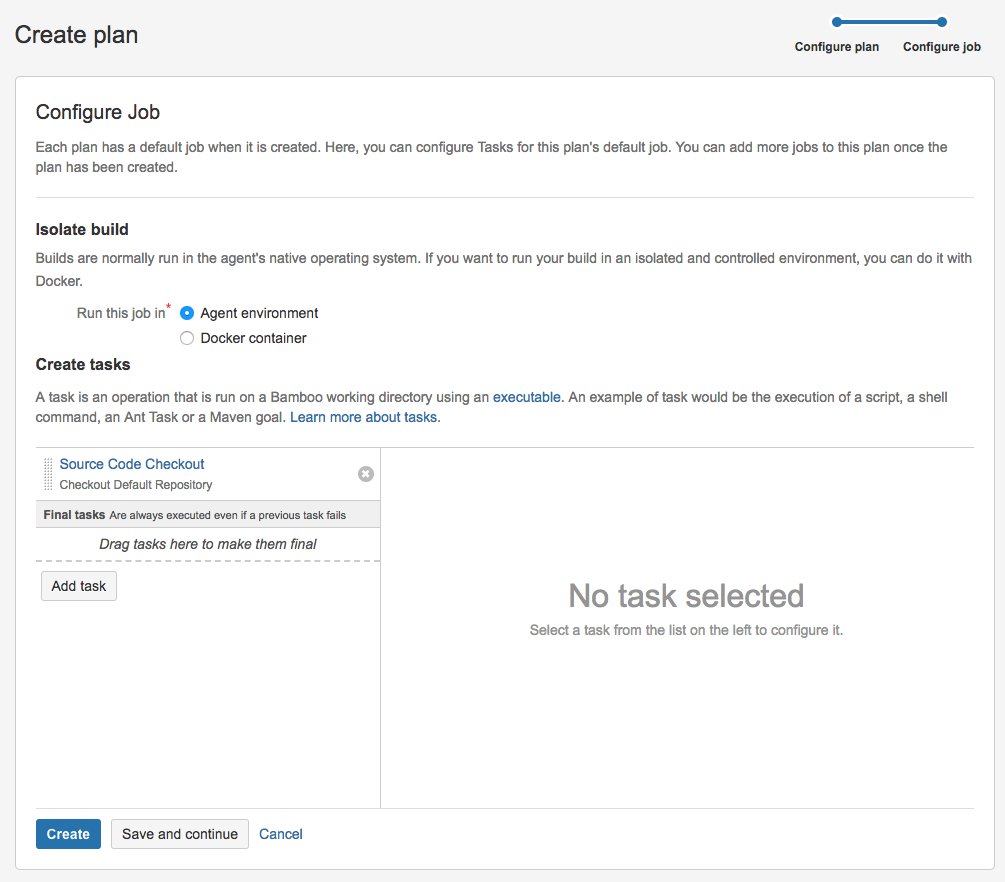 Create plan
Configure plan
Configure job
Configure Job
Each plan has a default job when it is created. Here, you can configure Tasks for this plan's default job. You can add more jobs to this plan once the
plan has been created.
Isolate build
Builds are normally run in the agent's native operating system. If you want to run your build in an isolated and controlled environment, you can do it with
Docker.
Run this job in* Agent environment
Docker container
Create tasks
A task is an operation that is run on a Bamboo working directory using an executable. An example of task would be the execution of a script, a shell
command, an Ant Task or a Maven goal. Learn more about tasks.
Source Code Checkout
Checkout Default Repository
Final tasks Are always executed even if a previous task fails
Drag tasks here to make them final
Add task
No task selected
Select a task from the list on the left to configure it.
Create Save and continue Cancel